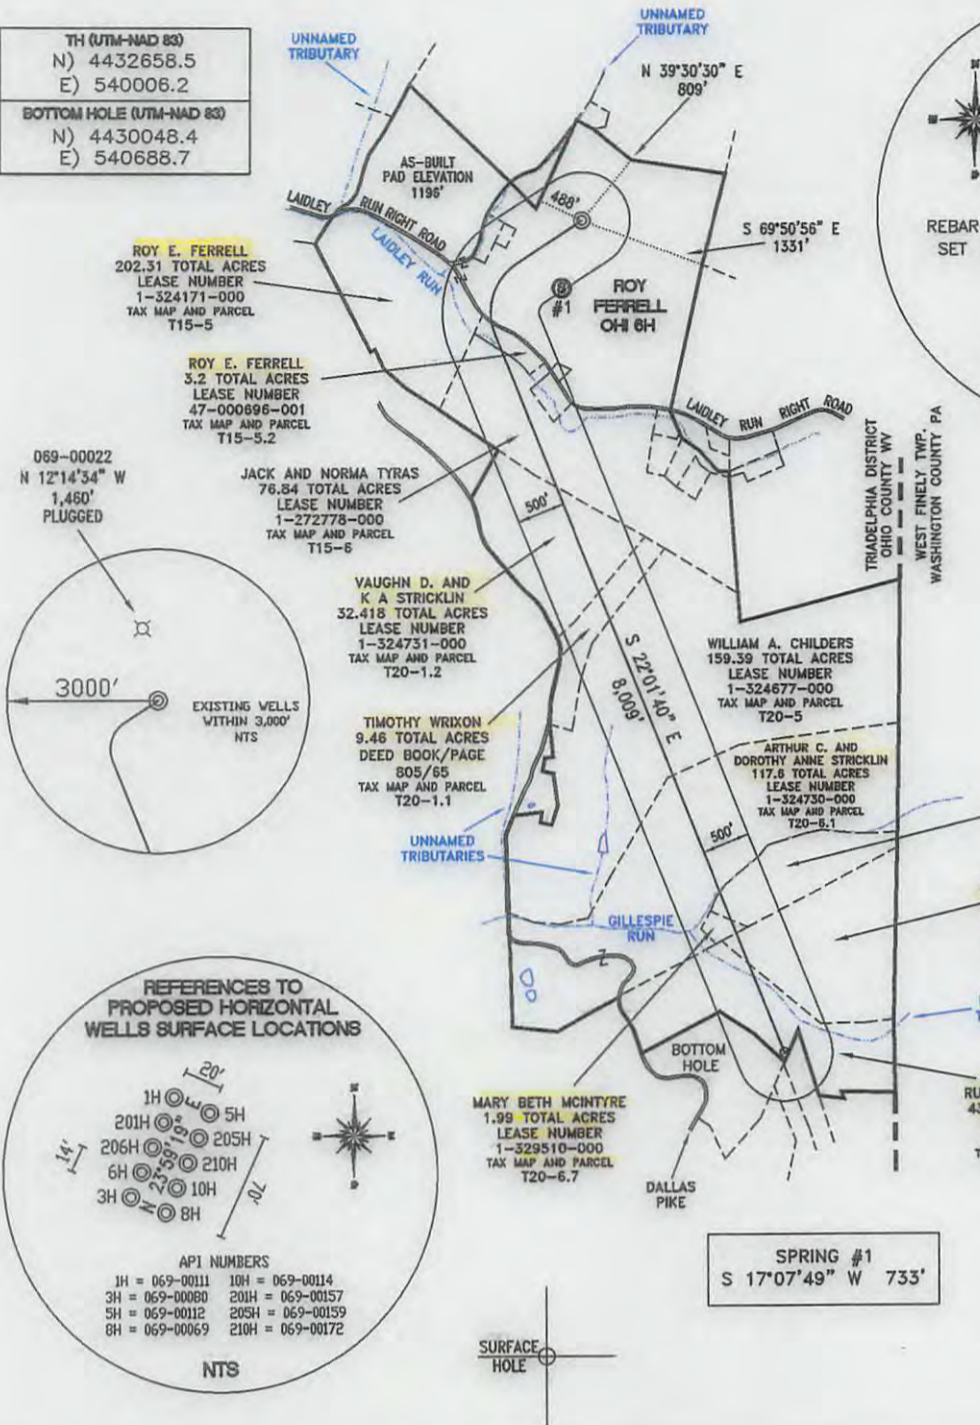 TH (UTM-NAD 83)
N) 4432658.5
E) 540006.2
BOTTOM HOLE (UTM-NAD 83)
N) 4430048.4
E) 540688.7
UNNAMED
TRIBUTARY
UNNAMED
TRIBUTARY
N 39°30'30" E
809'
AS-BUILT
PAD ELEVATION
1196'
488'
S 69°50'56" E
1331'
REBAR
SET
LAIDLEY RUN RIGHT ROAD
LAIDLEY RUN
ROY E. FERRELL
202.31 TOTAL ACRES
LEASE NUMBER
1-324171-000
TAX MAP AND PARCEL
T15-5
#1
ROY
FERRELL
OHI 6H
ROY E. FERRELL
3.2 TOTAL ACRES
LEASE NUMBER
47-000696-001
TAX MAP AND PARCEL
T15-5.2
LAIDLEY RUN RIGHT ROAD
TRIADELPHIA DISTRICT
OHIO COUNTY WV
WEST FINELY TWP.
WASHINGTON COUNTY PA
069-00022
N 12°14'34" W
1,460'
PLUGGED
JACK AND NORMA TYRAS
76.84 TOTAL ACRES
LEASE NUMBER
1-272778-000
TAX MAP AND PARCEL
T15-6
500'
VAUGHN D. AND
K A STRICKLIN
32.418 TOTAL ACRES
LEASE NUMBER
1-324731-000
TAX MAP AND PARCEL
T20-1.2
S 22°01'40" E
8,009'
WILLIAM A. CHILDERS
159.39 TOTAL ACRES
LEASE NUMBER
1-324677-000
TAX MAP AND PARCEL
T20-5
3000'
EXISTING WELLS
WITHIN 3,000'
NTS
TIMOTHY WRIXON
9.46 TOTAL ACRES
DEED BOOK/PAGE
805/65
TAX MAP AND PARCEL
T20-1.1
ARTHUR C. AND
DOROTHY ANNE STRICKLIN
117.6 TOTAL ACRES
LEASE NUMBER
1-324730-000
TAX MAP AND PARCEL
T20-6.1
UNNAMED
TRIBUTARIES
500'
GILLESPIE
RUN
REFERENCES TO
PROPOSED HORIZONTAL
WELLS SURFACE LOCATIONS
20'
1H
5H
201H
205H
206H
210H
6H
10H
3H
8H
14'
70'
N 23°59'19" E
API NUMBERS
1H = 069-00111 10H = 069-00114
3H = 069-00080 201H = 069-00157
5H = 069-00112 205H = 069-00159
8H = 069-00069 210H = 069-00172
NTS
BOTTOM
HOLE
MARY BETH MCINTYRE
1.99 TOTAL ACRES
LEASE NUMBER
1-329510-000
TAX MAP AND PARCEL
T20-6.7
DALLAS
PIKE
RU
43
SPRING #1
S 17°07'49" W 733'
SURFACE
HOLE